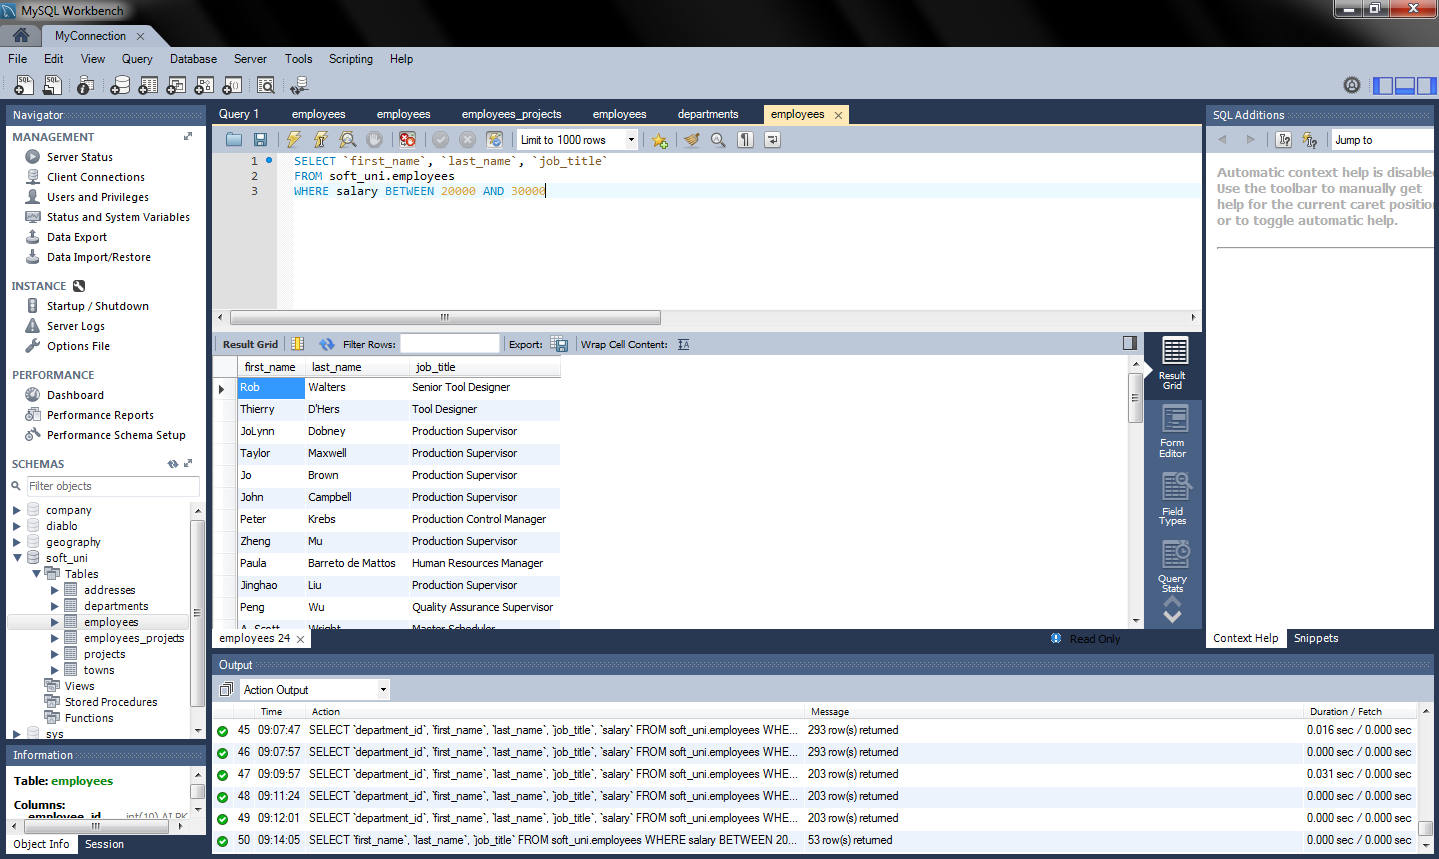 MySQL Workbench
MyConnection
File Edit View Query Database Server Tools Scripting Help
Navigator
MANAGEMENT
Server Status
Client Connections
Users and Privileges
Status and System Variables
Data Export
Data Import/Restore
INSTANCE
Startup / Shutdown
Server Logs
Options File
PERFORMANCE
Dashboard
Performance Reports
Performance Schema Setup
SCHEMAS
Filter objects
company
diablo
geography
soft_uni
Tables
addresses
departments
employees
employees_projects
projects
towns
Views
Stored Procedures
Functions
sys
Information
Table: employees
Columns:
employee_id int(10) AI PK
Object Info Session
Query 1 employees employees employees_projects employees departments employees
Limit to 1000 rows
1 SELECT `first_name`, `last_name`, `job_title`
2 FROM soft_uni.employees
3 WHERE salary BETWEEN 20000 AND 30000
Result Grid Filter Rows: Export: Wrap Cell Content:
first_name last_name job_title
Rob Walters Senior Tool Designer
Thierry D'Hers Tool Designer
JoLynn Dobney Production Supervisor
Taylor Maxwell Production Supervisor
Jo Brown Production Supervisor
John Campbell Production Supervisor
Peter Krebs Production Control Manager
Zheng Mu Production Supervisor
Paula Barreto de Mattos Human Resources Manager
Jinghao Liu Production Supervisor
Peng Wu Quality Assurance Supervisor
A. Scott Wright Master Scheduler
Result
Grid
Form
Editor
Field
Types
Query
Stats
employees 24
Read Only
SQL Additions
Jump to
Automatic context help is disable
Use the toolbar to manually get
help for the current caret position
or to toggle automatic help.
Context Help Snippets
Output
Action Output
Time Action Message Duration / Fetch
45 09:07:47 SELECT `department_id`, `first_name`, `last_name`, `job_title`, `salary` FROM soft_uni.employees WHE... 293 row(s) returned 0.016 sec / 0.000 sec
46 09:07:57 SELECT `department_id`, `first_name`, `last_name`, `job_title`, `salary` FROM soft_uni.employees WHE... 293 row(s) returned 0.000 sec / 0.000 sec
47 09:09:57 SELECT `department_id`, `first_name`, `last_name`, `job_title`, `salary` FROM soft_uni.employees WHE... 203 row(s) returned 0.031 sec / 0.000 sec
48 09:11:24 SELECT `department_id`, `first_name`, `last_name`, `job_title`, `salary` FROM soft_uni.employees WHE... 203 row(s) returned 0.000 sec / 0.000 sec
49 09:12:01 SELECT `department_id`, `first_name`, `last_name`, `job_title`, `salary` FROM soft_uni.employees WHE... 203 row(s) returned 0.000 sec / 0.000 sec
50 09:14:05 SELECT `first_name`, `last_name`, `job_title` FROM soft_uni.employees WHERE salary BETWEEN 20... 53 row(s) returned 0.000 sec / 0.000 sec